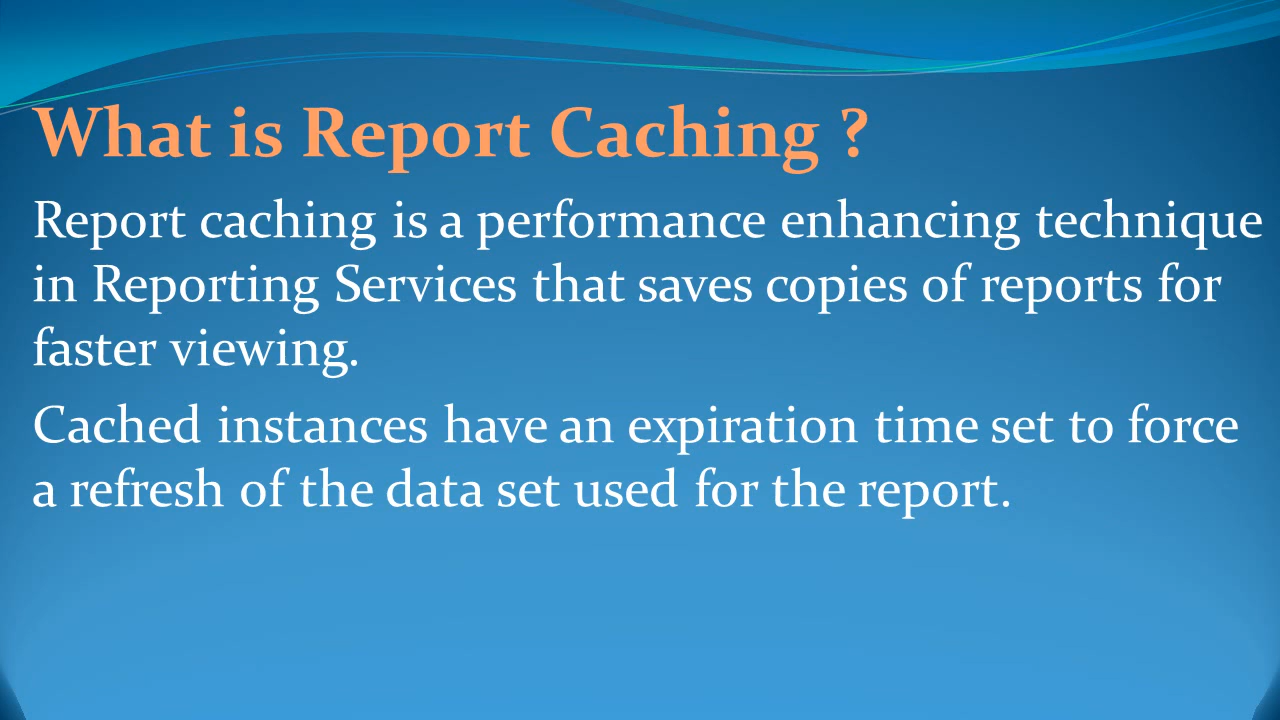 What is Report Caching ?
Report caching is a performance enhancing technique
in Reporting Services that saves copies of reports for
faster viewing.
Cached instances have an expiration time set to force
a refresh of the data set used for the report.